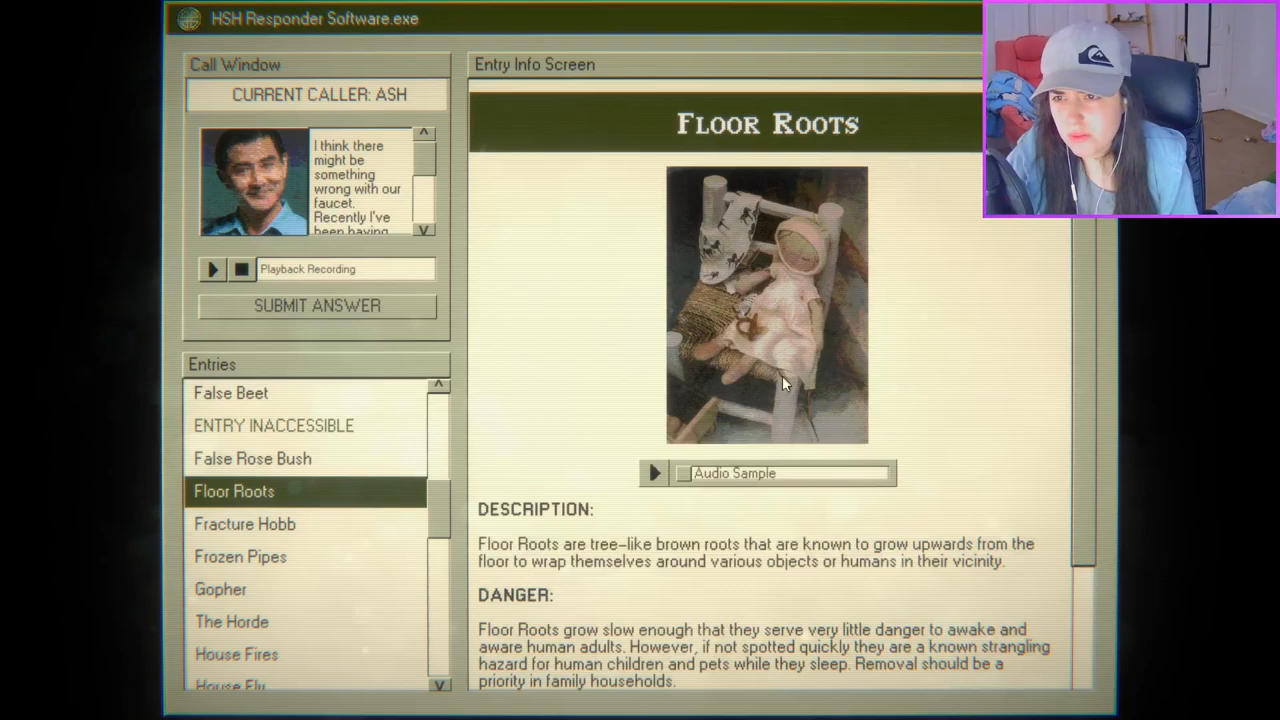 HSH Responder Software.exe
Call Window
CURRENT CALLER: ASH
I think there
might be
something
wrong with our
faucet.
Recently I've
been having
Playback Recording
SUBMIT ANSWER
Entries
False Beet
ENTRY INACCESSIBLE
False Rose Bush
Floor Roots
Fracture Hobb
Frozen Pipes
Gopher
The Horde
House Fires
House Fly
Entry Info Screen
FLOOR ROOTS
Audio Sample
DESCRIPTION:
Floor Roots are tree-like brown roots that are known to grow upwards from the
floor to wrap themselves around various objects or humans in their vicinity.
DANGER:
Floor Roots grow slow enough that they serve very little danger to awake and
aware human adults. However, if not spotted quickly they are a known strangling
hazard for human children and pets while they sleep. Removal should be a
priority in family households.